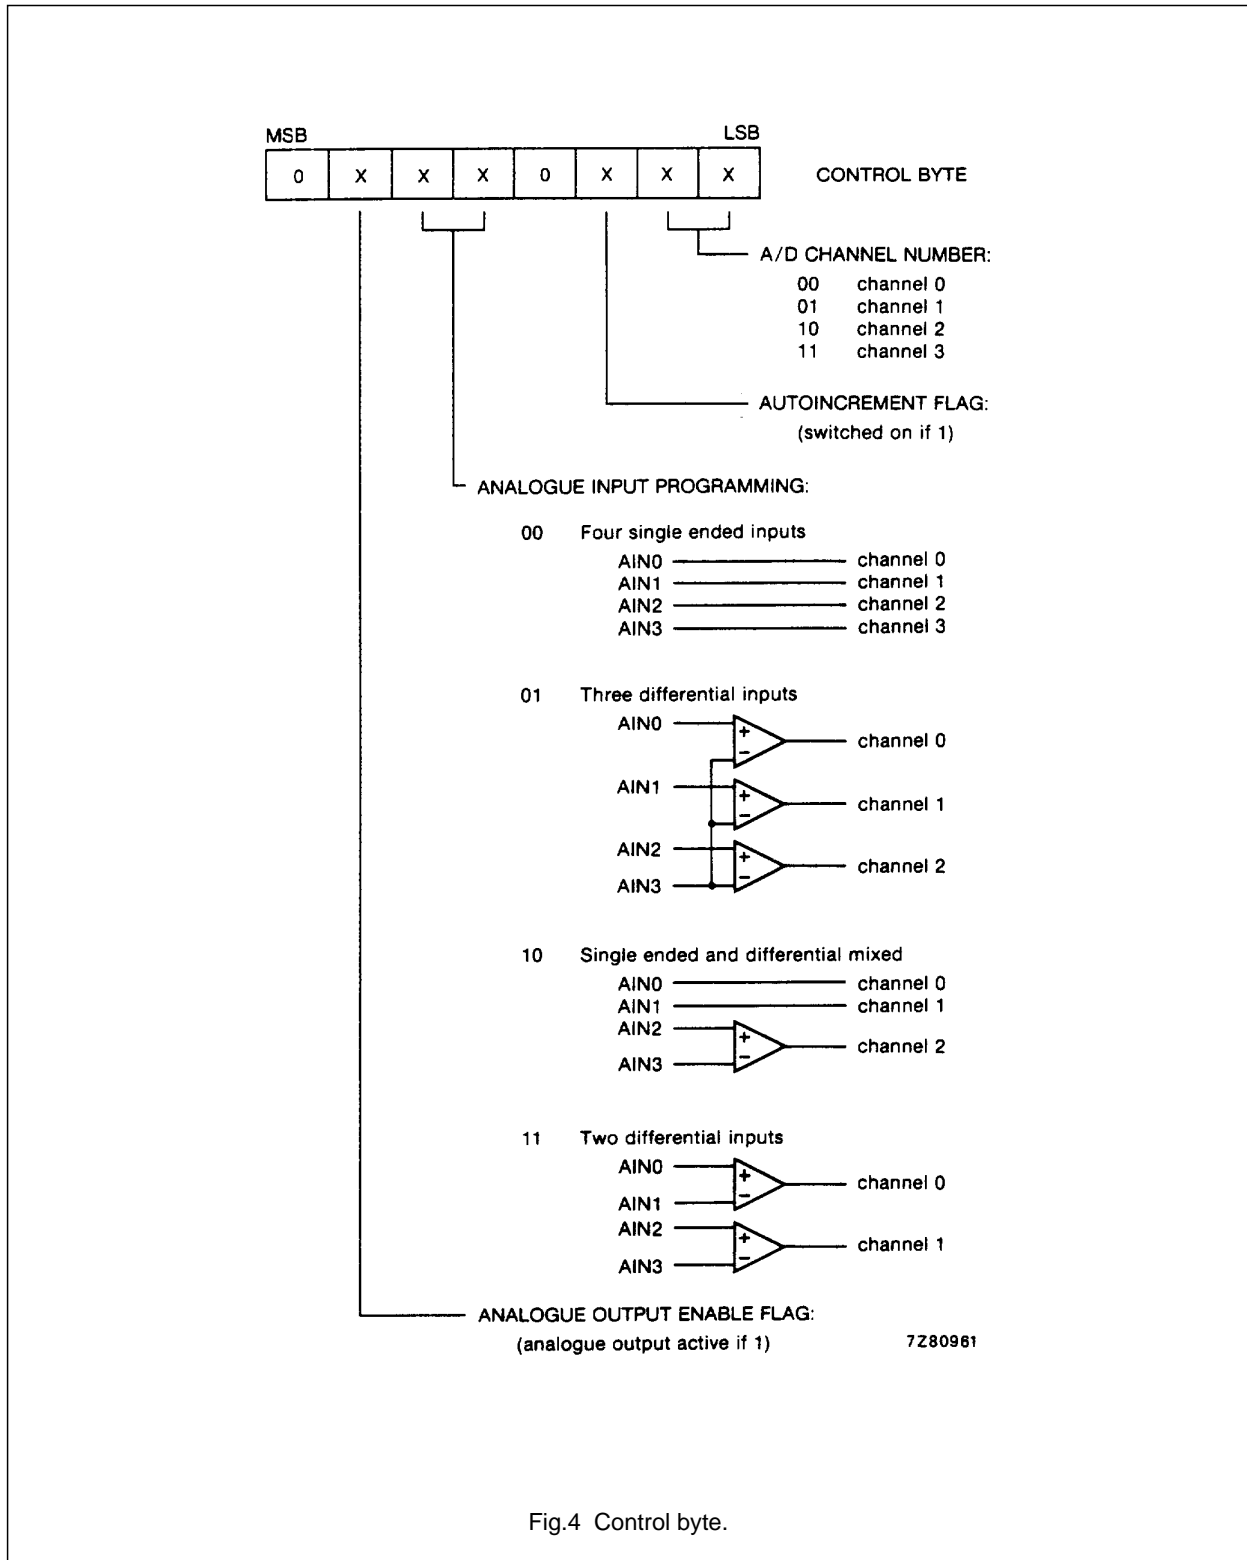 MSB LSB
0 X X X 0 X X X CONTROL BYTE
A/D CHANNEL NUMBER:
00 channel 0
01 channel 1
10 channel 2
11 channel 3
AUTOINCREMENT FLAG:
(switched on if 1)
ANALOGUE INPUT PROGRAMMING:
00 Four single ended inputs
AIN0 channel 0
AIN1 channel 1
AIN2 channel 2
AIN3 channel 3
01 Three differential inputs
AIN0 + − channel 0
AIN1 + − channel 1
AIN2 + − channel 2
AIN3
10 Single ended and differential mixed
AIN0 channel 0
AIN1 channel 1
AIN2 + − channel 2
AIN3
11 Two differential inputs
AIN0 + − channel 0
AIN1
AIN2 + − channel 1
AIN3
ANALOGUE OUTPUT ENABLE FLAG:
(analogue output active if 1) 7Z80961
Fig.4 Control byte.